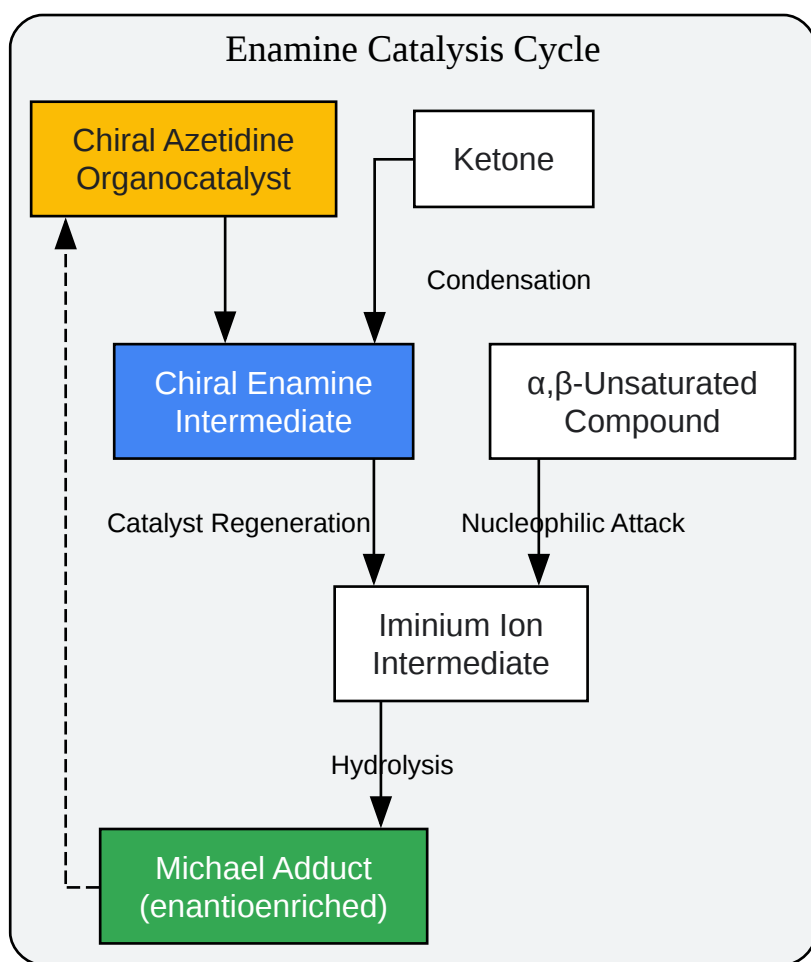 Enamine Catalysis Cycle
Chiral Azetidine
Organocatalyst
Ketone
Condensation
Chiral Enamine
Intermediate
α,β-Unsaturated
Compound
Catalyst Regeneration
Nucleophilic Attack
Iminium Ion
Intermediate
Hydrolysis
Michael Adduct
(enantioenriched)